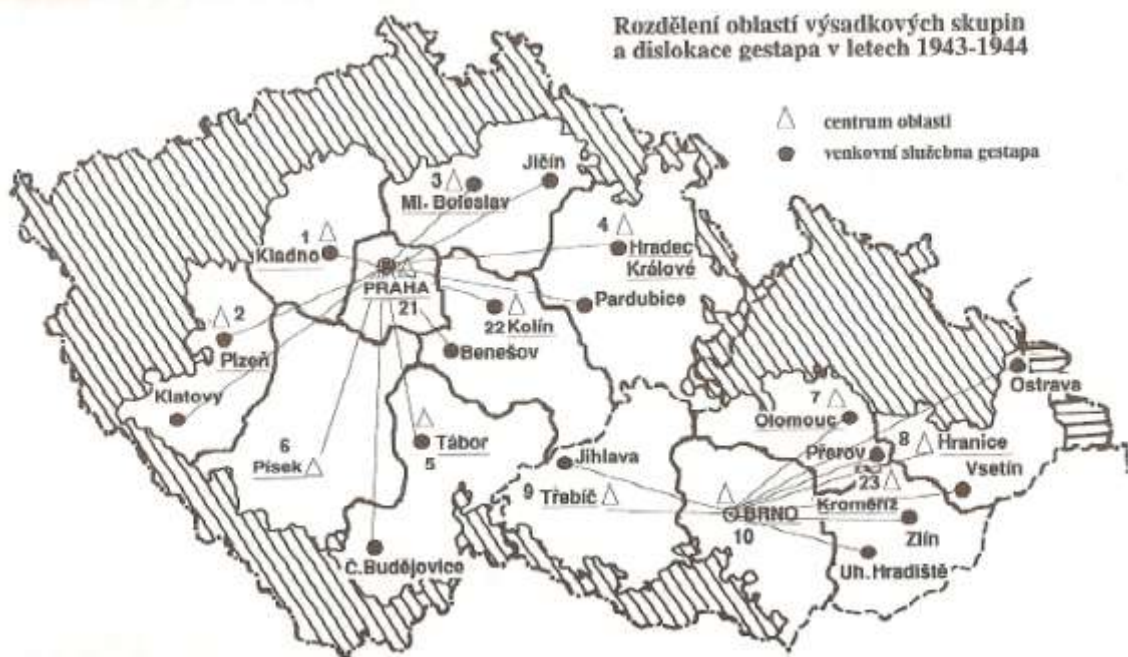 Rozdělení oblastí výsadkových skupin
a dislokace gestapa v letech 1943-1944
centrum oblasti
venkovní služebna gestapa
Jičín
3
Ml. Boleslav
4
Hradec
Králové
1
Kladno
PRAHA
21
Pardubice
2
22 Kolín
Plzeň
Benešov
Ostrava
Klatovy
7
Olomouc
6
Písek
Tábor
5
Jihlava
Přerov
8
Hranice
Vsetín
9
Třebíč
23
Kroměříž
BRNO
10
Zlín
Č.Budějovice
Uh.Hradiště